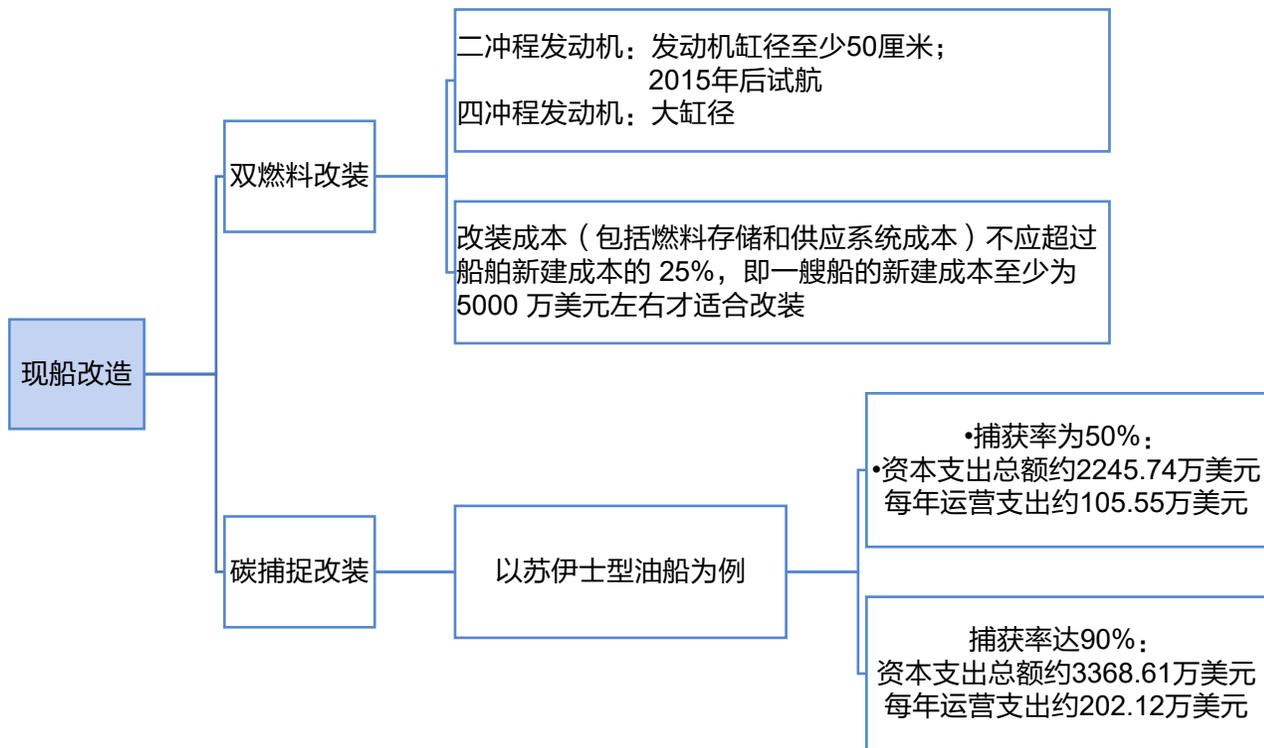 二冲程发动机：发动机缸径至少50厘米；
2015年后试航
四冲程发动机：大缸径
双燃料改装
改装成本（包括燃料存储和供应系统成本）不应超过
船舶新建成本的 25%，即一艘船的新建成本至少为
5000 万美元左右才适合改装
现船改造
碳捕捉改装
以苏伊士型油船为例
•捕获率为50%：
•资本支出总额约2245.74万美元
每年运营支出约105.55万美元
捕获率达90%：
资本支出总额约3368.61万美元
每年运营支出约202.12万美元